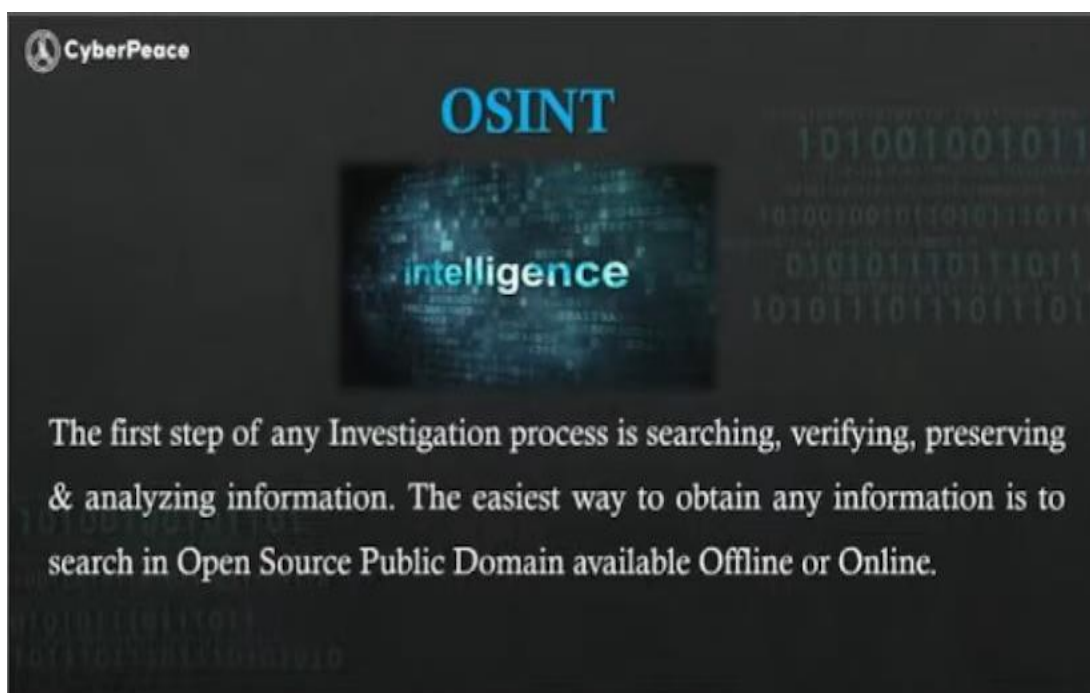 CyberPeace
OSINT
101001001011
intelligence
The first step of any Investigation process is searching, verifying, preserving
& analyzing information. The easiest way to obtain any information is to
search in Open Source Public Domain available Offline or Online.